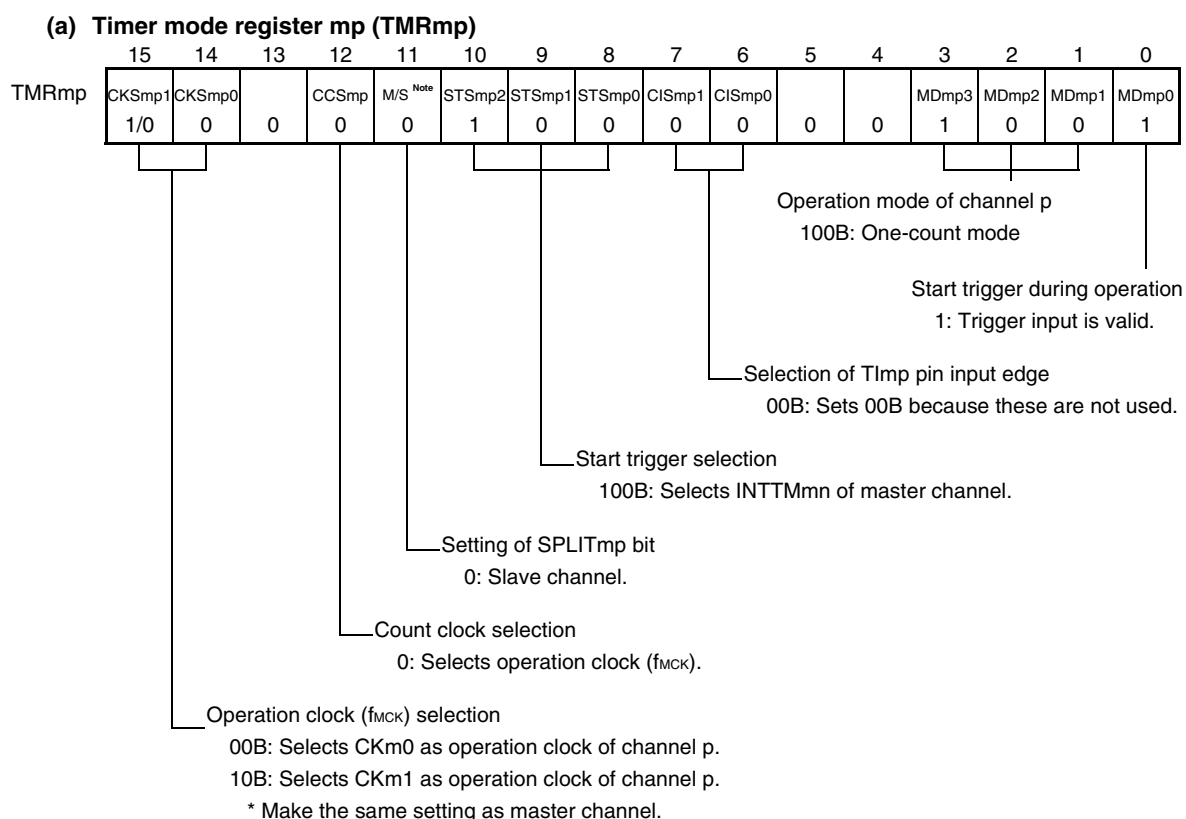 (a) Timer mode register mp (TMRmp)
15 14 13 12 11 10 9 8 7 6 5 4 3 2 1 0
TMRmp CKSmp1 CKSmp0 CCSmp M/S Note STSmp2 STSmp1 STSmp0 CISmp1 CISmp0 MDmp3 MDmp2 MDmp1 MDmp0
1/0 0 0 0 0 1 0 0 0 0 0 0 1 0 0 1
Operation mode of channel p
100B: One-count mode
Start trigger during operation
1: Trigger input is valid.
Selection of TImp pin input edge
00B: Sets 00B because these are not used.
Start trigger selection
100B: Selects INTTMmn of master channel.
Setting of SPLITmp bit
0: Slave channel.
Count clock selection
0: Selects operation clock (fMCK).
Operation clock (fMCK) selection
00B: Selects CKm0 as operation clock of channel p.
10B: Selects CKm1 as operation clock of channel p.
* Make the same setting as master channel.